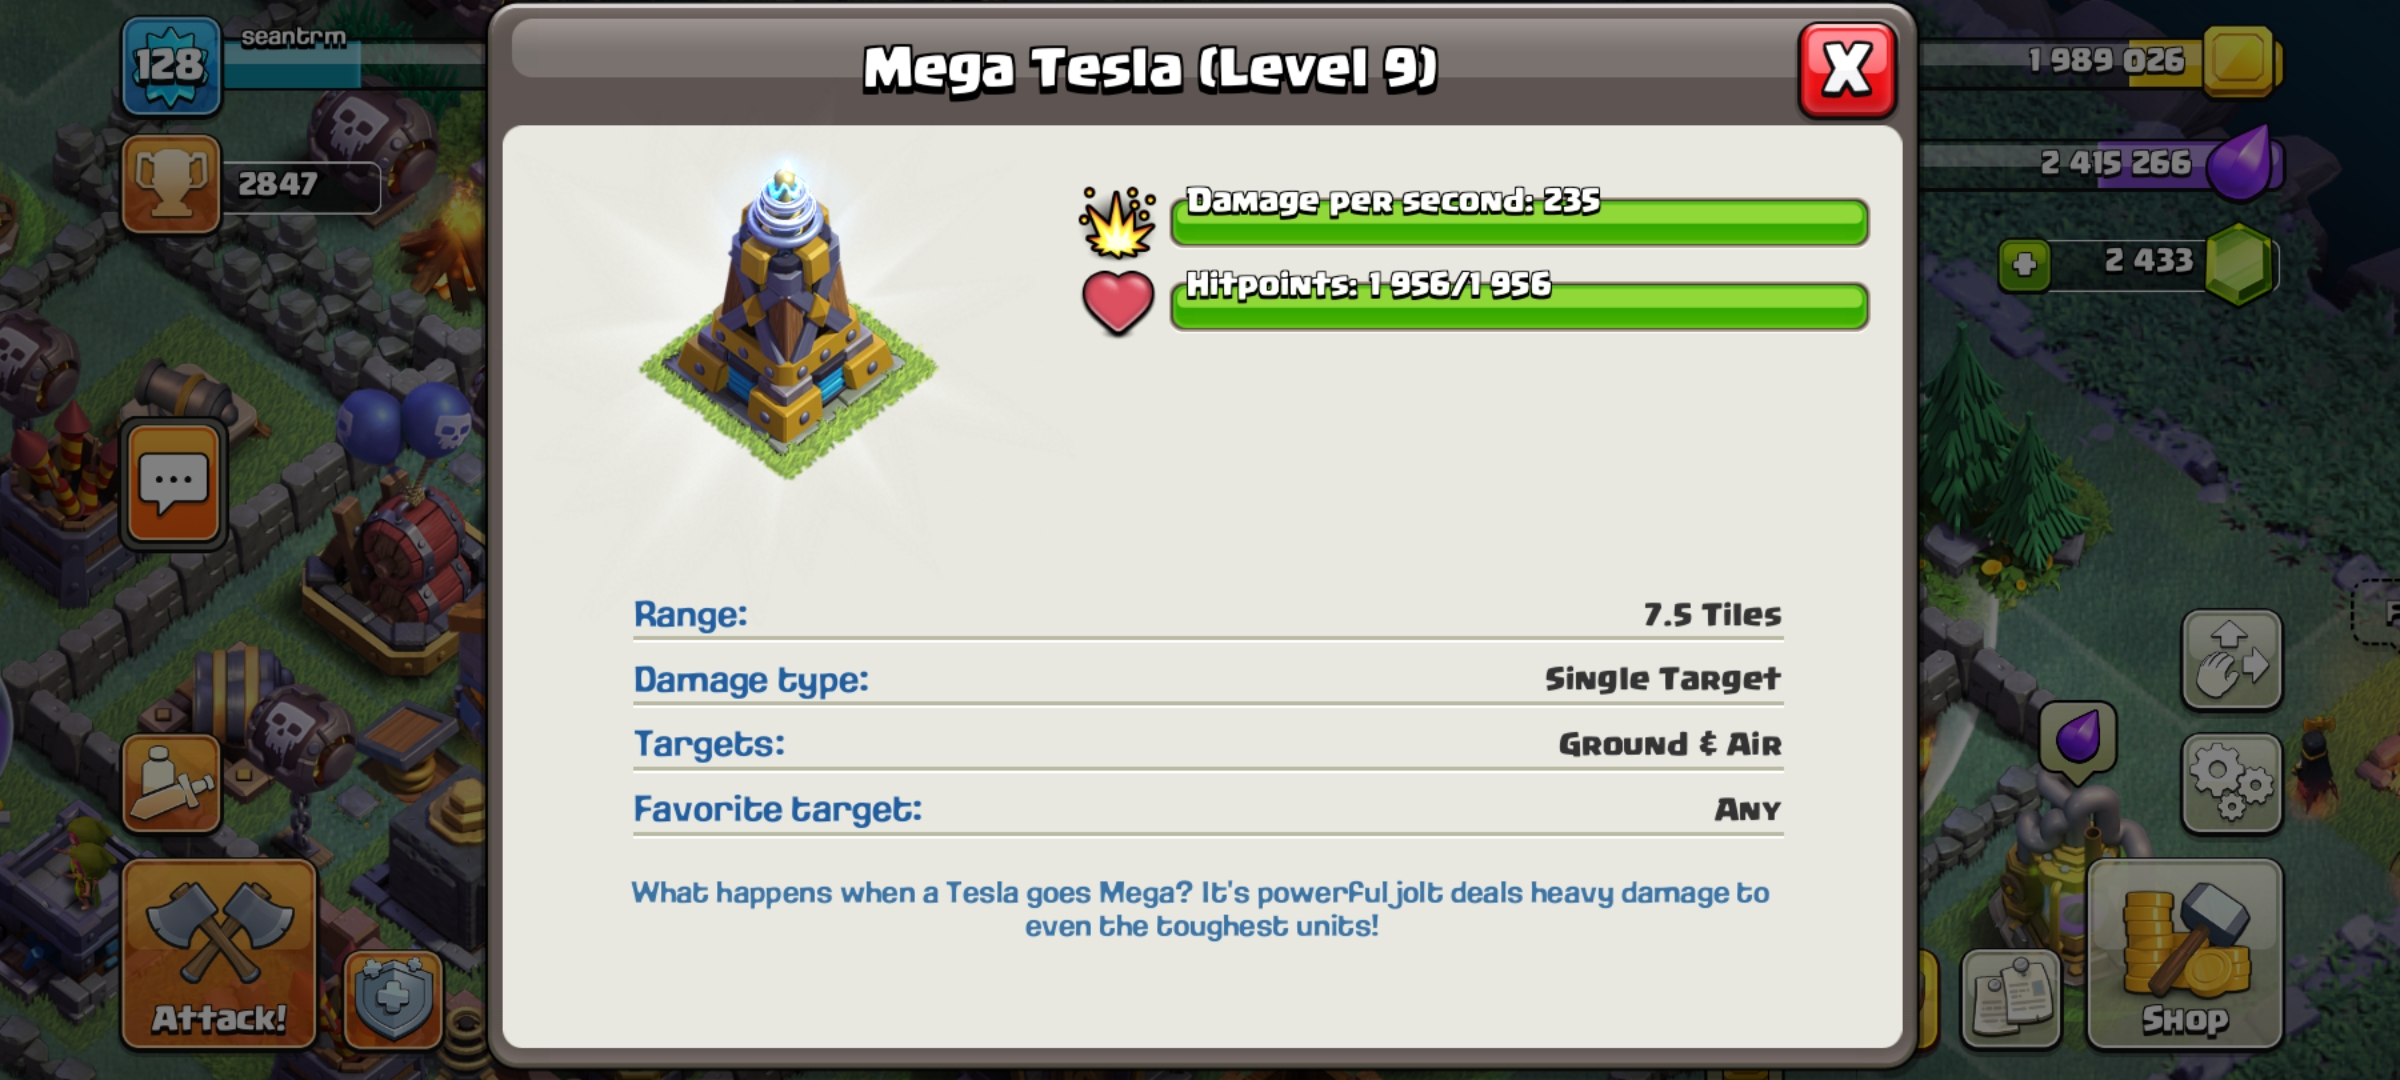 128
seantrm
2847
Mega Tesla (Level 9)
X
1 989 026
2 415 266
2 433
Damage per second: 235
Hitpoints: 1 956/1 956
Range: 7.5 Tiles
Damage type: Single Target
Targets: Ground & Air
Favorite target: Any
What happens when a Tesla goes Mega? It's powerful jolt deals heavy damage to
even the toughest units!
Attack!
Shop